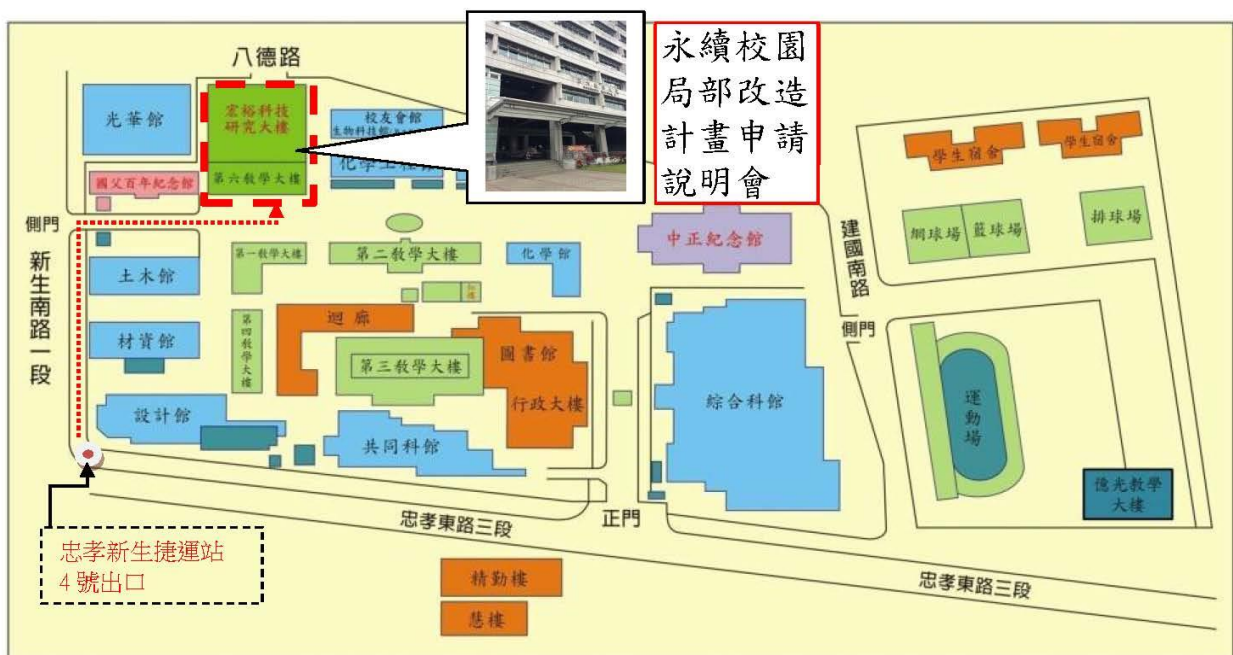 八德路
永續校園
局部改造
計畫申請
說明會
光華館
宏裕科技
研究大樓
校友會館
生物科技館
化學工程
國父百年紀念館
第六教學大樓
學生宿舍
學生宿舍
側門
新生南路一段
土木館
第一教學大樓
第二教學大樓
化學館
中正紀念館
建國南路
網球場
籃球場
排球場
側門
材資館
第四教學大樓
迴廊
第三教學大樓
圖書館
行政大樓
綜合科館
運動場
設計館
共同科館
億光教學
大樓
忠孝東路三段
正門
忠孝新生捷運站
4 號出口
精勤樓
慧樓
忠孝東路三段